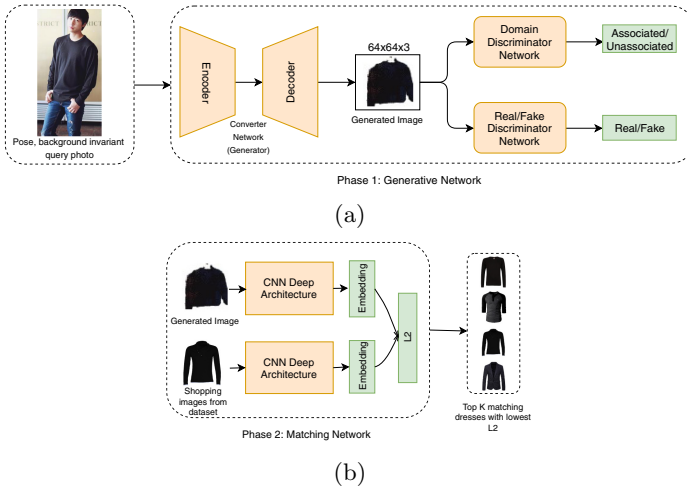 Pose, background invariant
query photo
Encoder
Decoder
Converter
Network
(Generator)
64x64x3
Generated Image
Domain
Discriminator
Network
Associated/
Unassociated
Real/Fake
Discriminator
Network
Real/Fake
Phase 1: Generative Network
(a)
Generated Image
CNN Deep
Architecture
Embedding
Shopping
images from
dataset
CNN Deep
Architecture
Embedding
L2
Top K matching
dresses with lowest
L2
Phase 2: Matching Network
(b)